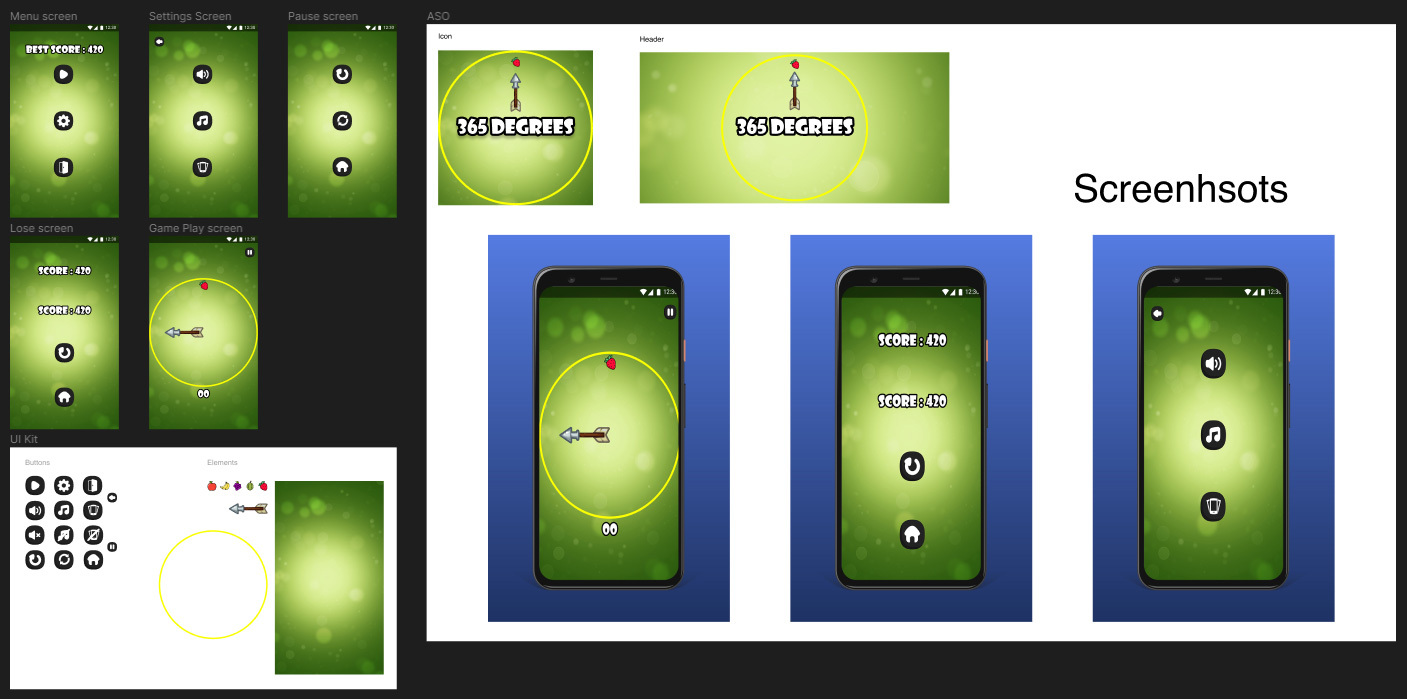 Menu screen
Settings Screen
Pause screen
ASO
12:30
12:30
12:30
BEST SCORE : 420
Icon
Header
365 DEGREES
365 DEGREES
Screenhsots
Lose screen
Game Play screen
12:30
12:30
SCORE : 420
SCORE : 420
00
12:3
00
12:3
SCORE : 420
SCORE : 420
12:3
UI Kit
Buttons
Elements